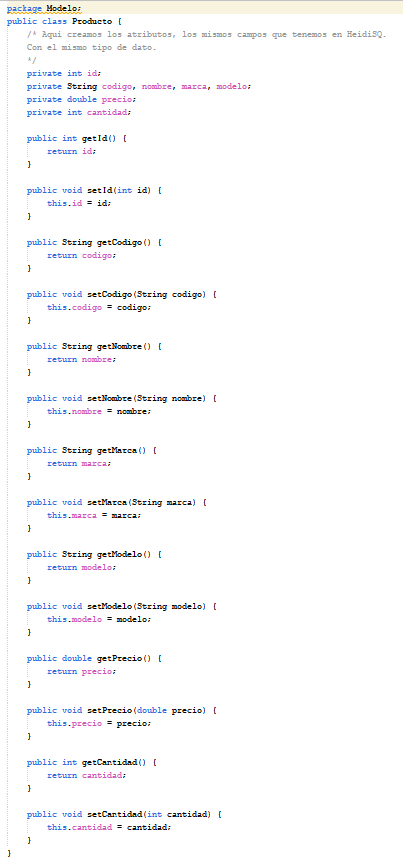 package Modelo;
public class Producto {
/* Aqui creamos los atributos, los mismos campos que tenemos en HeidiSQ.
Con el mismo tipo de dato.
*/
private int id;
private String codigo, nombre, marca, modelo;
private double precio;
private int cantidad;
public int getId() {
return id;
}
public void setId(int id) {
this.id = id;
}
public String getCodigo() {
return codigo;
}
public void setCodigo(String codigo) {
this.codigo = codigo;
}
public String getNombre() {
return nombre;
}
public void setNombre(String nombre) {
this.nombre = nombre;
}
public String getMarca() {
return marca;
}
public void setMarca(String marca) {
this.marca = marca;
}
public String getModelo() {
return modelo;
}
public void setModelo(String modelo) {
this.modelo = modelo;
}
public double getPrecio() {
return precio;
}
public void setPrecio(double precio) {
this.precio = precio;
}
public int getCantidad() {
return cantidad;
}
public void setCantidad(int cantidad) {
this.cantidad = cantidad;
}
}